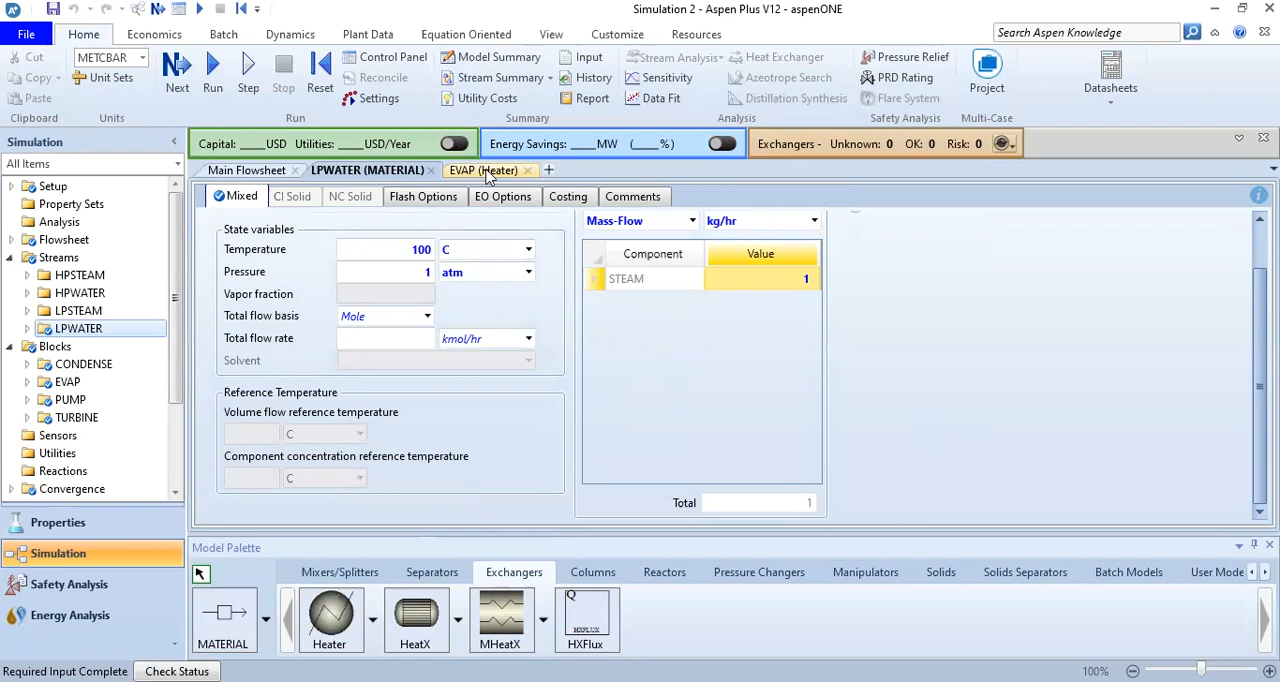 Simulation 2 - Aspen Plus V12 - aspenONE
File Home Economics Batch Dynamics Plant Data Equation Oriented View Customize Resources Search Aspen Knowledge
Cut METCBAR Control Panel Model Summary Input Stream Analysis Heat Exchanger Pressure Relief
Copy Unit Sets Next Run Step Stop Reset Reconcile Stream Summary History Sensitivity Azeotrope Search PRD Rating Project Datasheets
Paste Settings Utility Costs Report Data Fit Distillation Synthesis Flare System
Clipboard Units Run Summary Analysis Safety Analysis Multi-Case
Simulation Capital: ____USD Utilities: ____USD/Year Energy Savings: ____MW (____%) Exchangers - Unknown: 0 OK: 0 Risk: 0
All Items Main Flowsheet LPWATER (MATERIAL) EVAP (Heater)
Setup
Property Sets
Analysis
Flowsheet
Streams
HPSTEAM
HPWATER
LPSTEAM
LPWATER
Blocks
CONDENSE
EVAP
PUMP
TURBINE
Sensors
Utilities
Reactions
Convergence
Properties
Simulation
Safety Analysis
Energy Analysis
Mixed CI Solid NC Solid Flash Options EO Options Costing Comments
State variables
Temperature 100 C
Pressure 1 atm
Vapor fraction
Total flow basis Mole
Total flow rate kmol/hr
Solvent
Reference Temperature
Volume flow reference temperature
C
Component concentration reference temperature
C
Mass-Flow kg/hr
Component Value
STEAM 1
Total 1
Model Palette
Mixers/Splitters Separators Exchangers Columns Reactors Pressure Changers Manipulators Solids Solids Separators Batch Models User Mode
Q
HXFLUX
MATERIAL Heater HeatX MHeatX HXFlux
Required Input Complete Check Status 100%